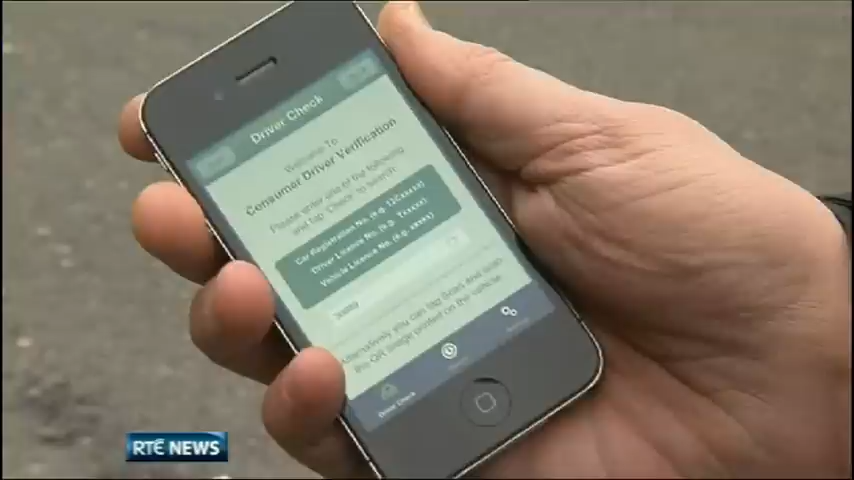 Driver Check
Welcome To
Consumer Driver Verification
Please enter one of the following
and tap 'Check' to search
Car Registration No. (e.g. 12Cxxxxx)
Driver Licence No. (e.g. Txxxxx)
Vehicle Licence No. (e.g. xxxxx)
Alternatively you can tap Scan and scan
the QR image printed on the vehicle
Driver Check
RTÉ NEWS